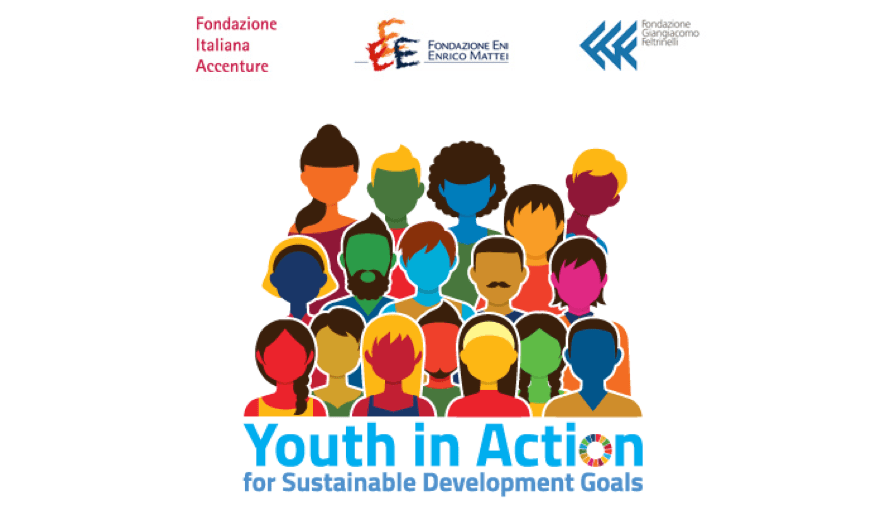 Fondazione
Italiana
Accenture
Fondazione Eni
Enrico Mattei
Fondazione
Giangiacomo
Feltrinelli
Youth in Action
for Sustainable Development Goals